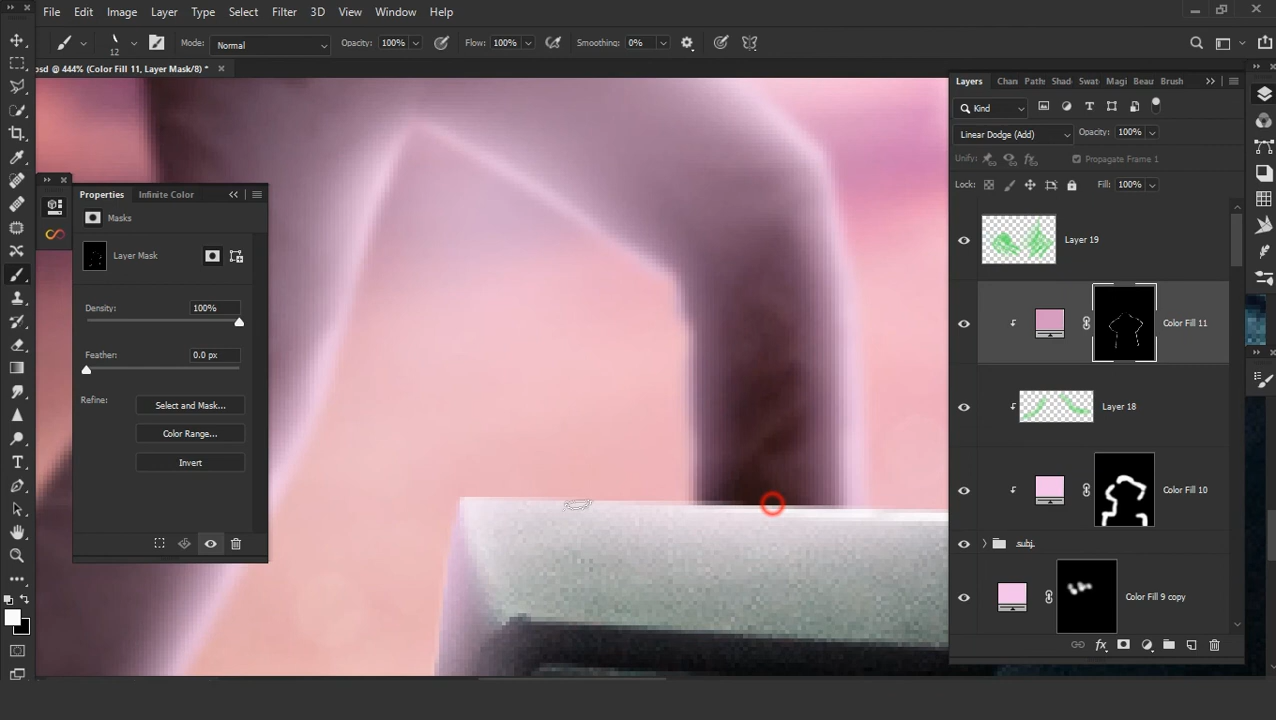 File Edit Image Layer Type Select Filter 3D View Window Help
12 Mode: Normal Opacity: 100% Flow: 100% Smoothing: 0%
osd @ 444% (Color Fill 11, Layer Mask/8) *
Layers Chan Path Shad Swat Magi Beau Brush
Kind
Linear Dodge (Add) Opacity: 100%
Unify: Propagate Frame 1
Lock: Fill: 100%
Layer 19
Color Fill 11
Layer 18
Color Fill 10
subj.
Color Fill 9 copy
Properties Infinite Color
Masks
Layer Mask
Density: 100%
Feather: 0.0 px
Refine: Select and Mask...
Color Range...
Invert